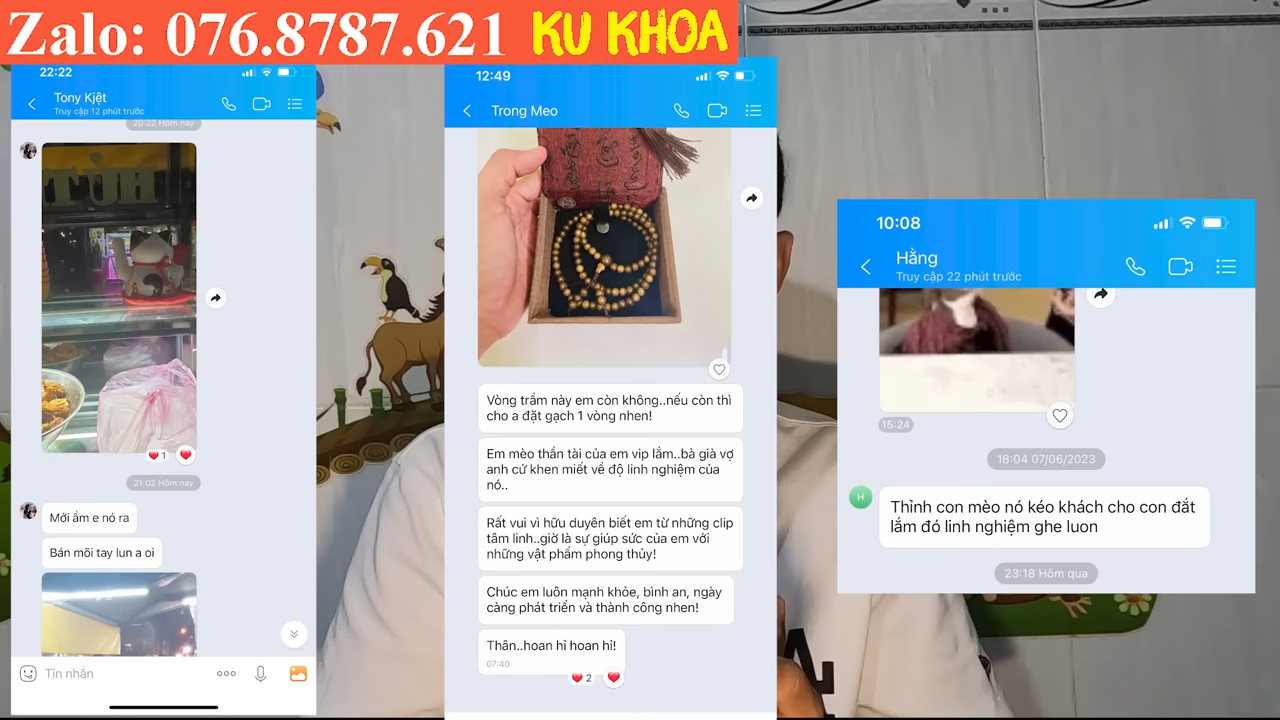 Zalo: 076.8787.621 KU KHOA
22:22
Tony Kjệt
Truy cập 12 phút trước
20:22 Hôm nay
1
21:02 Hôm nay
Mới ẩm e nó ra
Bán mõi tay lun a oi
Tin nhắn
12:49
Trong Meo
Vòng trầm này em còn không..nếu còn thì
cho a đặt gạch 1 vòng nhen!
Em mèo thần tài của em vip lắm..bà già vợ
anh cứ khen miết về độ linh nghiệm của
nó..
Rất vui vì hữu duyên biết em từ những clip
tâm linh..giờ là sự giúp sức của em với
những vật phẩm phong thủy!
Chúc em luôn mạnh khỏe, bình an, ngày
càng phát triển và thành công nhen!
Thân..hoan hỉ hoan hỉ!
07:40
2
10:08
Hằng
Truy cập 22 phút trước
15:24
18:04 07/06/2023
H
Thỉnh con mèo nó kéo khách cho con đắt
lắm đó linh nghiệm ghe luon
23:18 Hôm qua